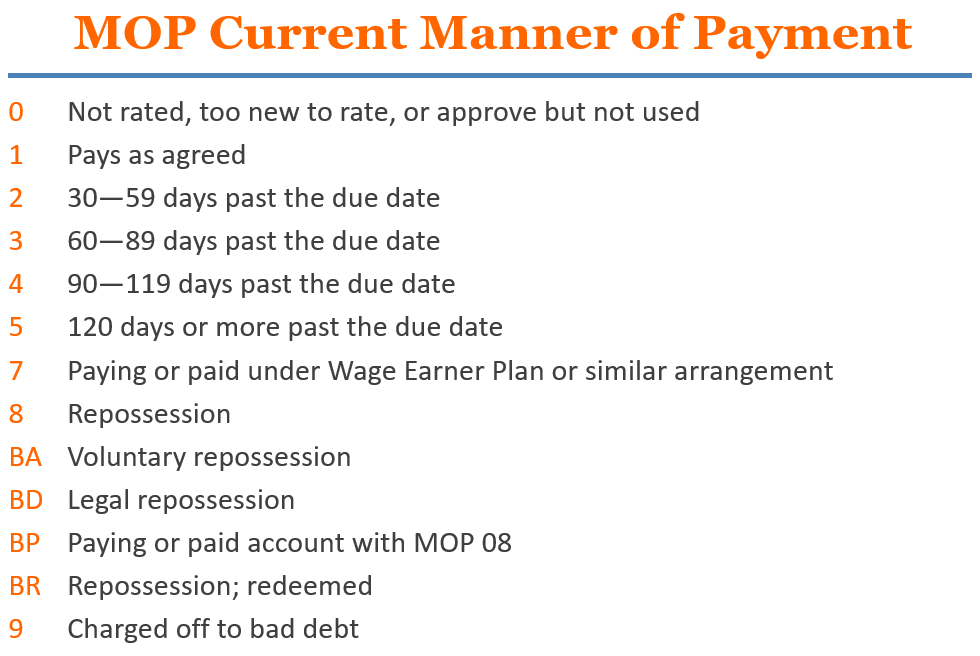 MOP Current Manner of Payment
0 Not rated, too new to rate, or approve but not used
1 Pays as agreed
2 30—59 days past the due date
3 60—89 days past the due date
4 90—119 days past the due date
5 120 days or more past the due date
7 Paying or paid under Wage Earner Plan or similar arrangement
8 Repossession
BA Voluntary repossession
BD Legal repossession
BP Paying or paid account with MOP 08
BR Repossession; redeemed
9 Charged off to bad debt